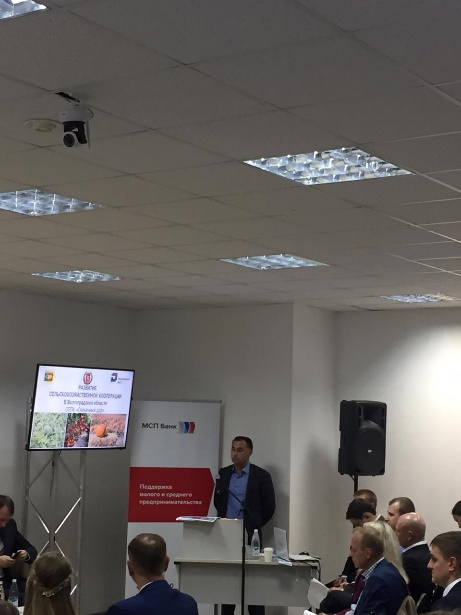 РАЗВИТИЕ
СЕЛЬСКОХОЗЯЙСТВЕННОЙ КООПЕРАЦИИ
В Волгоградской области
МСП Банк
Поддержка
малого и среднего
предпринимательства